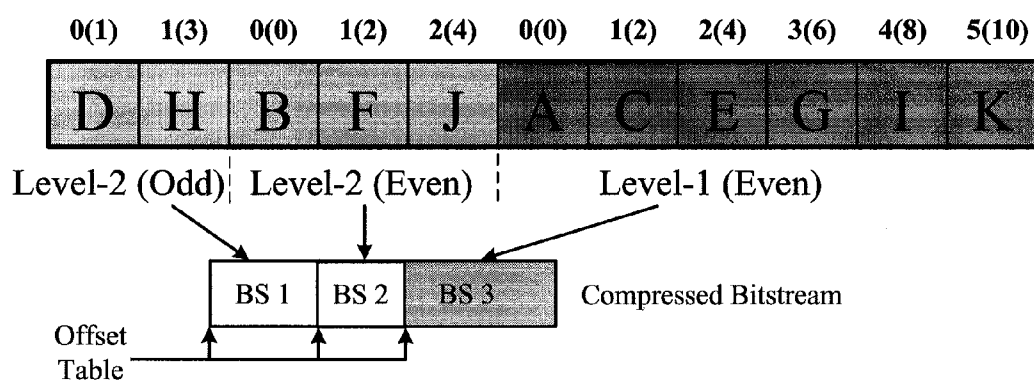 0(1) 1(3) 0(0) 1(2) 2(4) 0(0) 1(2) 2(4) 3(6) 4(8) 5(10)
D H B F J A C E G I K
Level-2 (Odd) Level-2 (Even) Level-1 (Even)
BS 1 BS 2 BS 3 Compressed Bitstream
Offset
Table